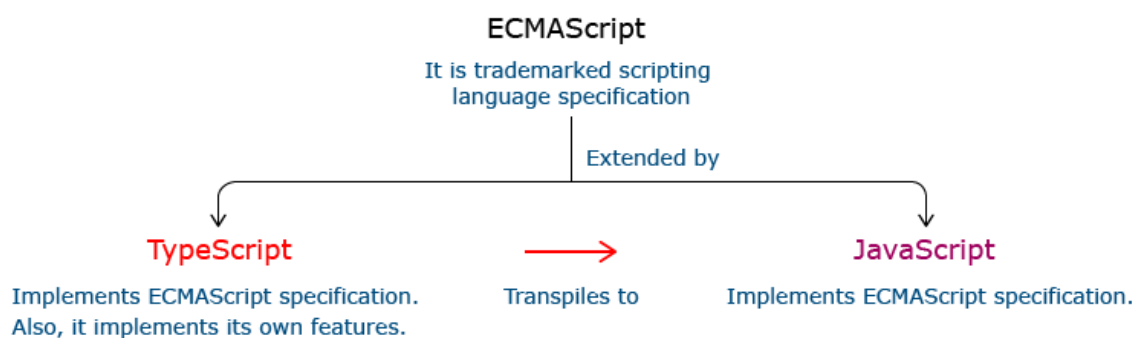 ECMAScript
It is trademarked scripting
language specification
Extended by
TypeScript
JavaScript
Implements ECMAScript specification.
Also, it implements its own features.
Transpiles to
Implements ECMAScript specification.